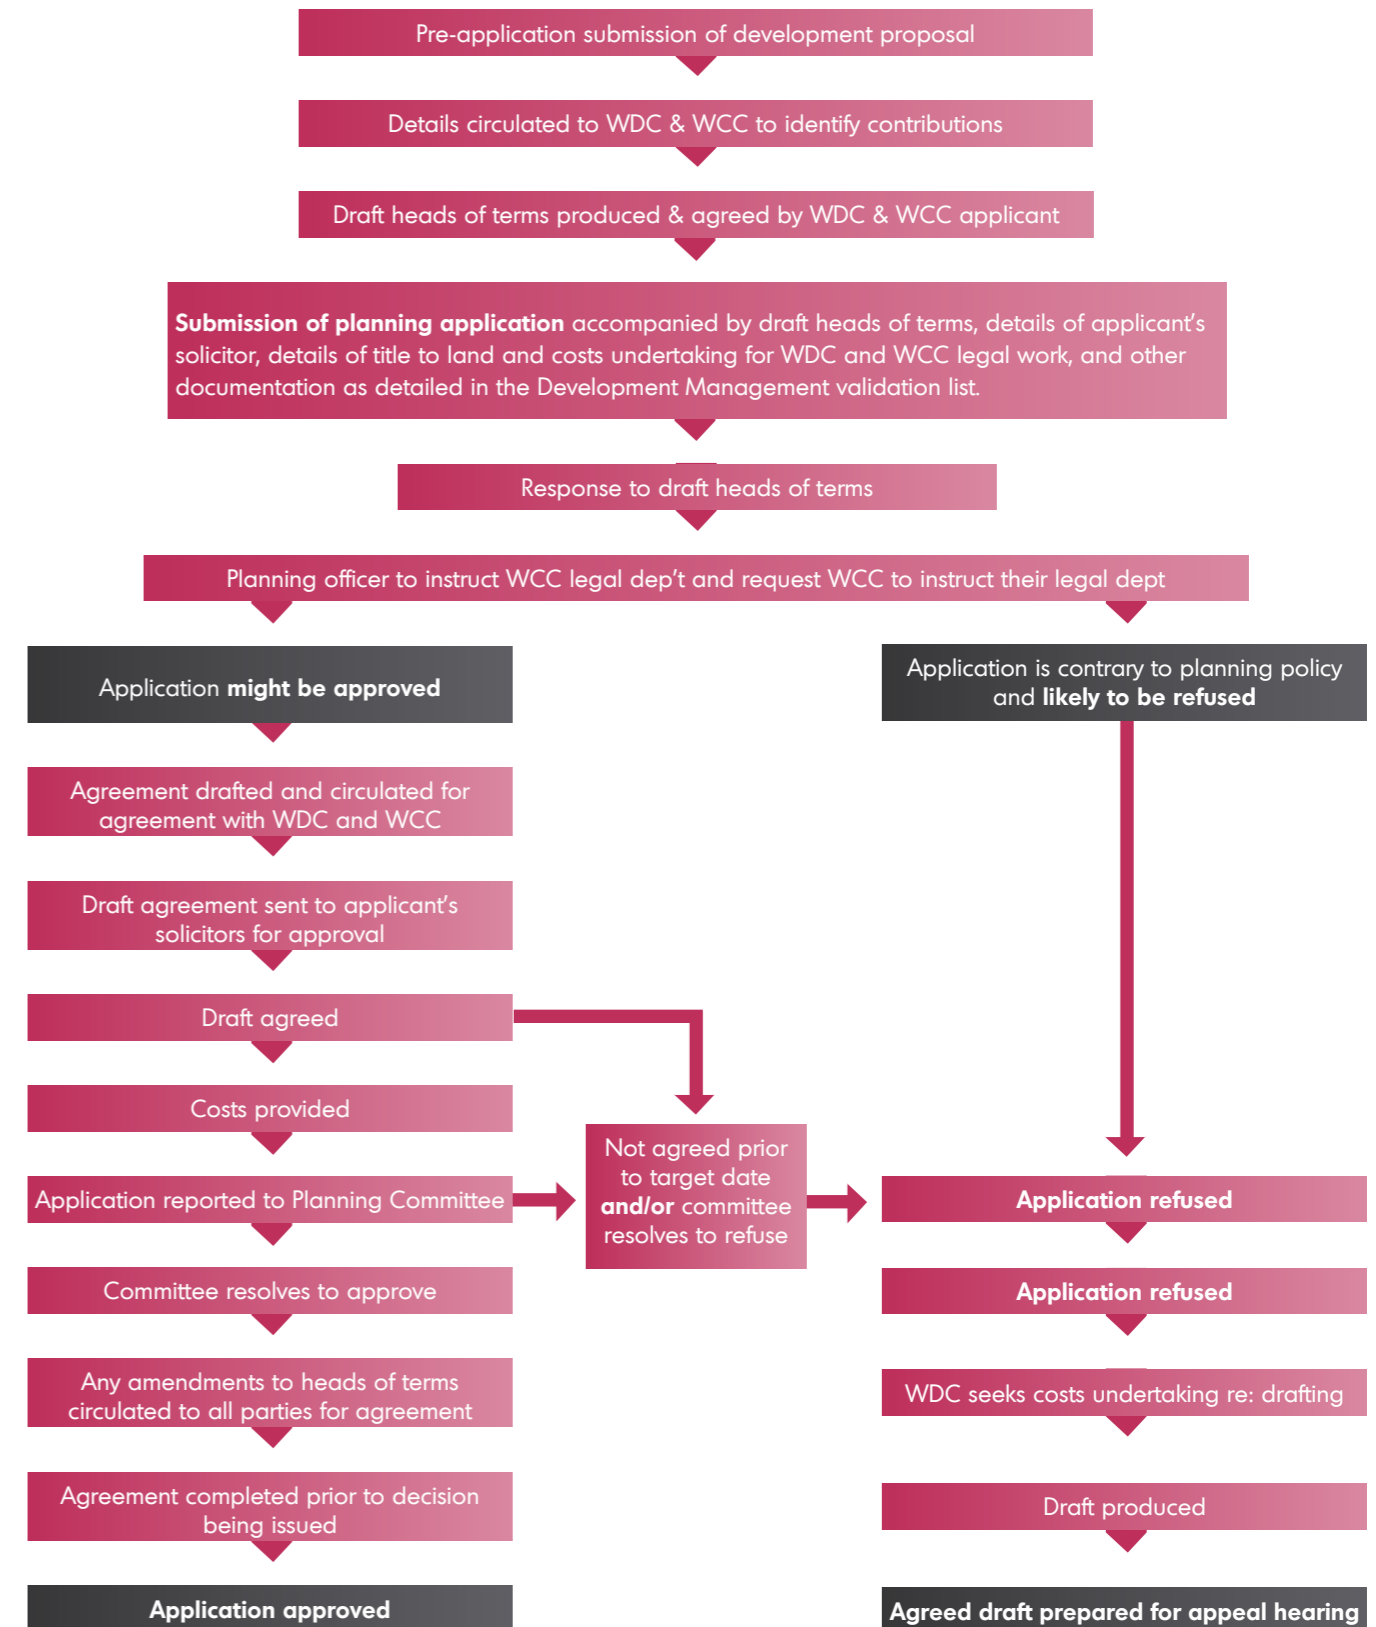 Pre-application submission of development proposal
Details circulated to WDC & WCC to identify contributions
Draft heads of terms produced & agreed by WDC & WCC applicant
Submission of planning application accompanied by draft heads of terms, details of applicant's
solicitor, details of title to land and costs undertaking for WDC and WCC legal work, and other
documentation as detailed in the Development Management validation list.
Response to draft heads of terms
Planning officer to instruct WCC legal dep't and request WCC to instruct their legal dept
Application might be approved
Agreement drafted and circulated for
agreement with WDC and WCC
Draft agreement sent to applicant's
solicitors for approval
Draft agreed
Costs provided
Application reported to Planning Committee
Committee resolves to approve
Any amendments to heads of terms
circulated to all parties for agreement
Agreement completed prior to decision
being issued
Application approved
Not agreed prior
to target date
and/or committee
resolves to refuse
Application is contrary to planning policy
and likely to be refused
Application refused
Application refused
WDC seeks costs undertaking re: drafting
Draft produced
Agreed draft prepared for appeal hearing